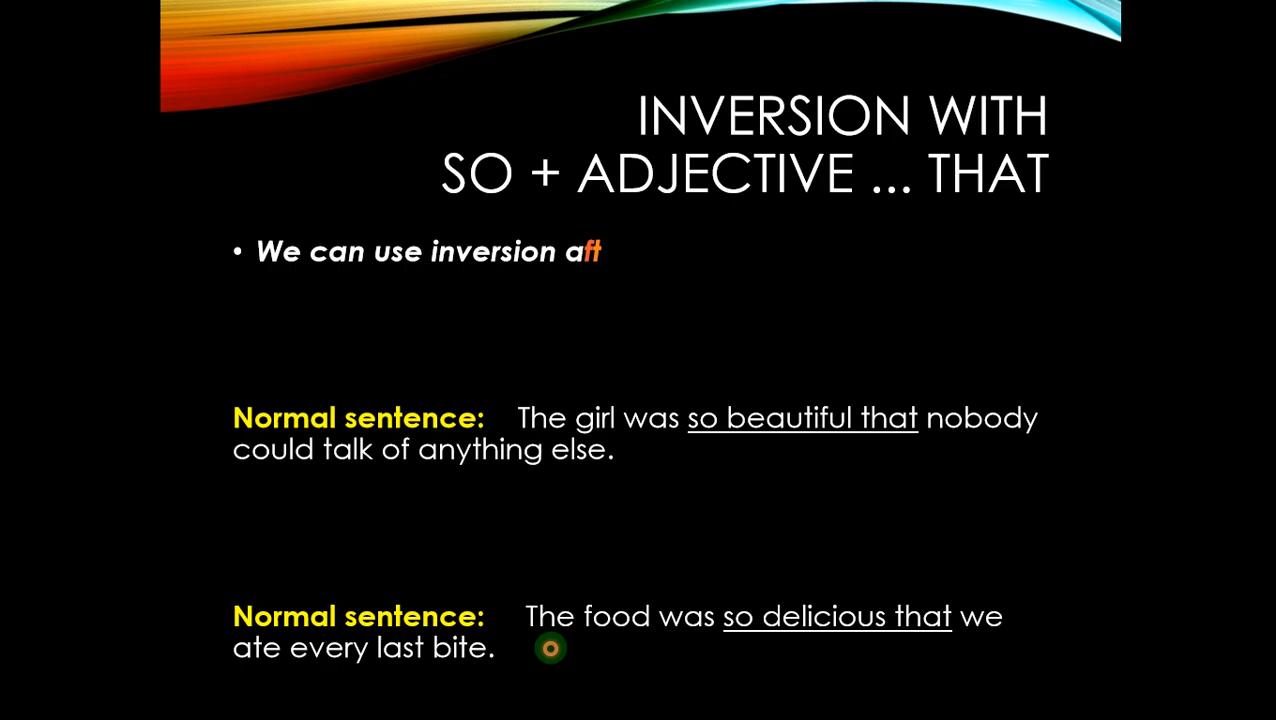 INVERSION WITH
SO + ADJECTIVE ... THAT
• We can use inversion aft
Normal sentence: The girl was so beautiful that nobody
could talk of anything else.
Normal sentence: The food was so delicious that we
ate every last bite.